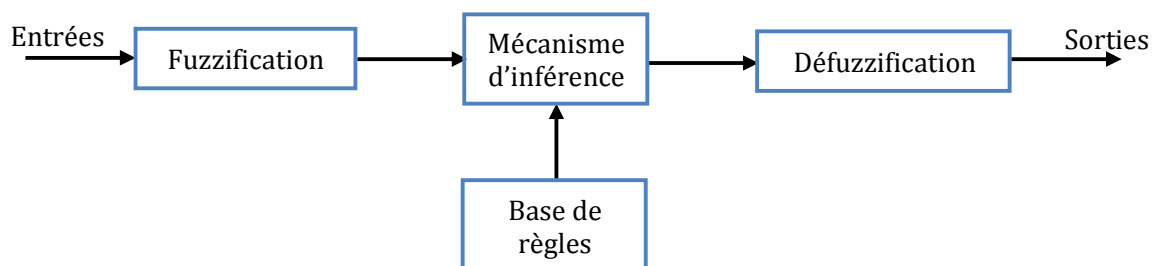 Entrées
Fuzzification
Mécanisme
d’inférence
Défuzzification
Sorties
Base de
règles